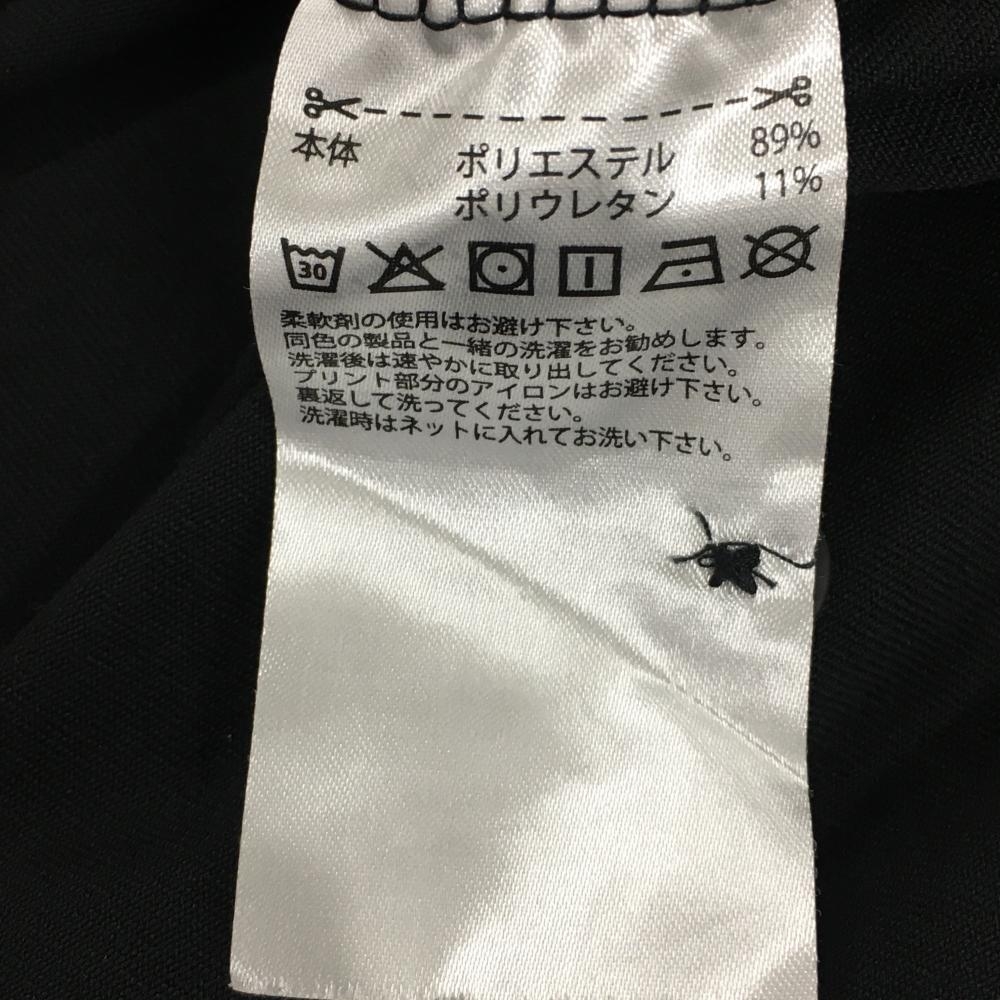 本体 ポリエステル 89%
ポリウレタン 11%
30
柔軟剤の使用はお避け下さい。
同色の製品と一緒の洗濯をお勧めします。
洗濯後は速やかに取り出してください。
プリント部分のアイロンはお避け下さい。
裏返して洗ってください。
洗濯時はネットに入れてお洗い下さい。